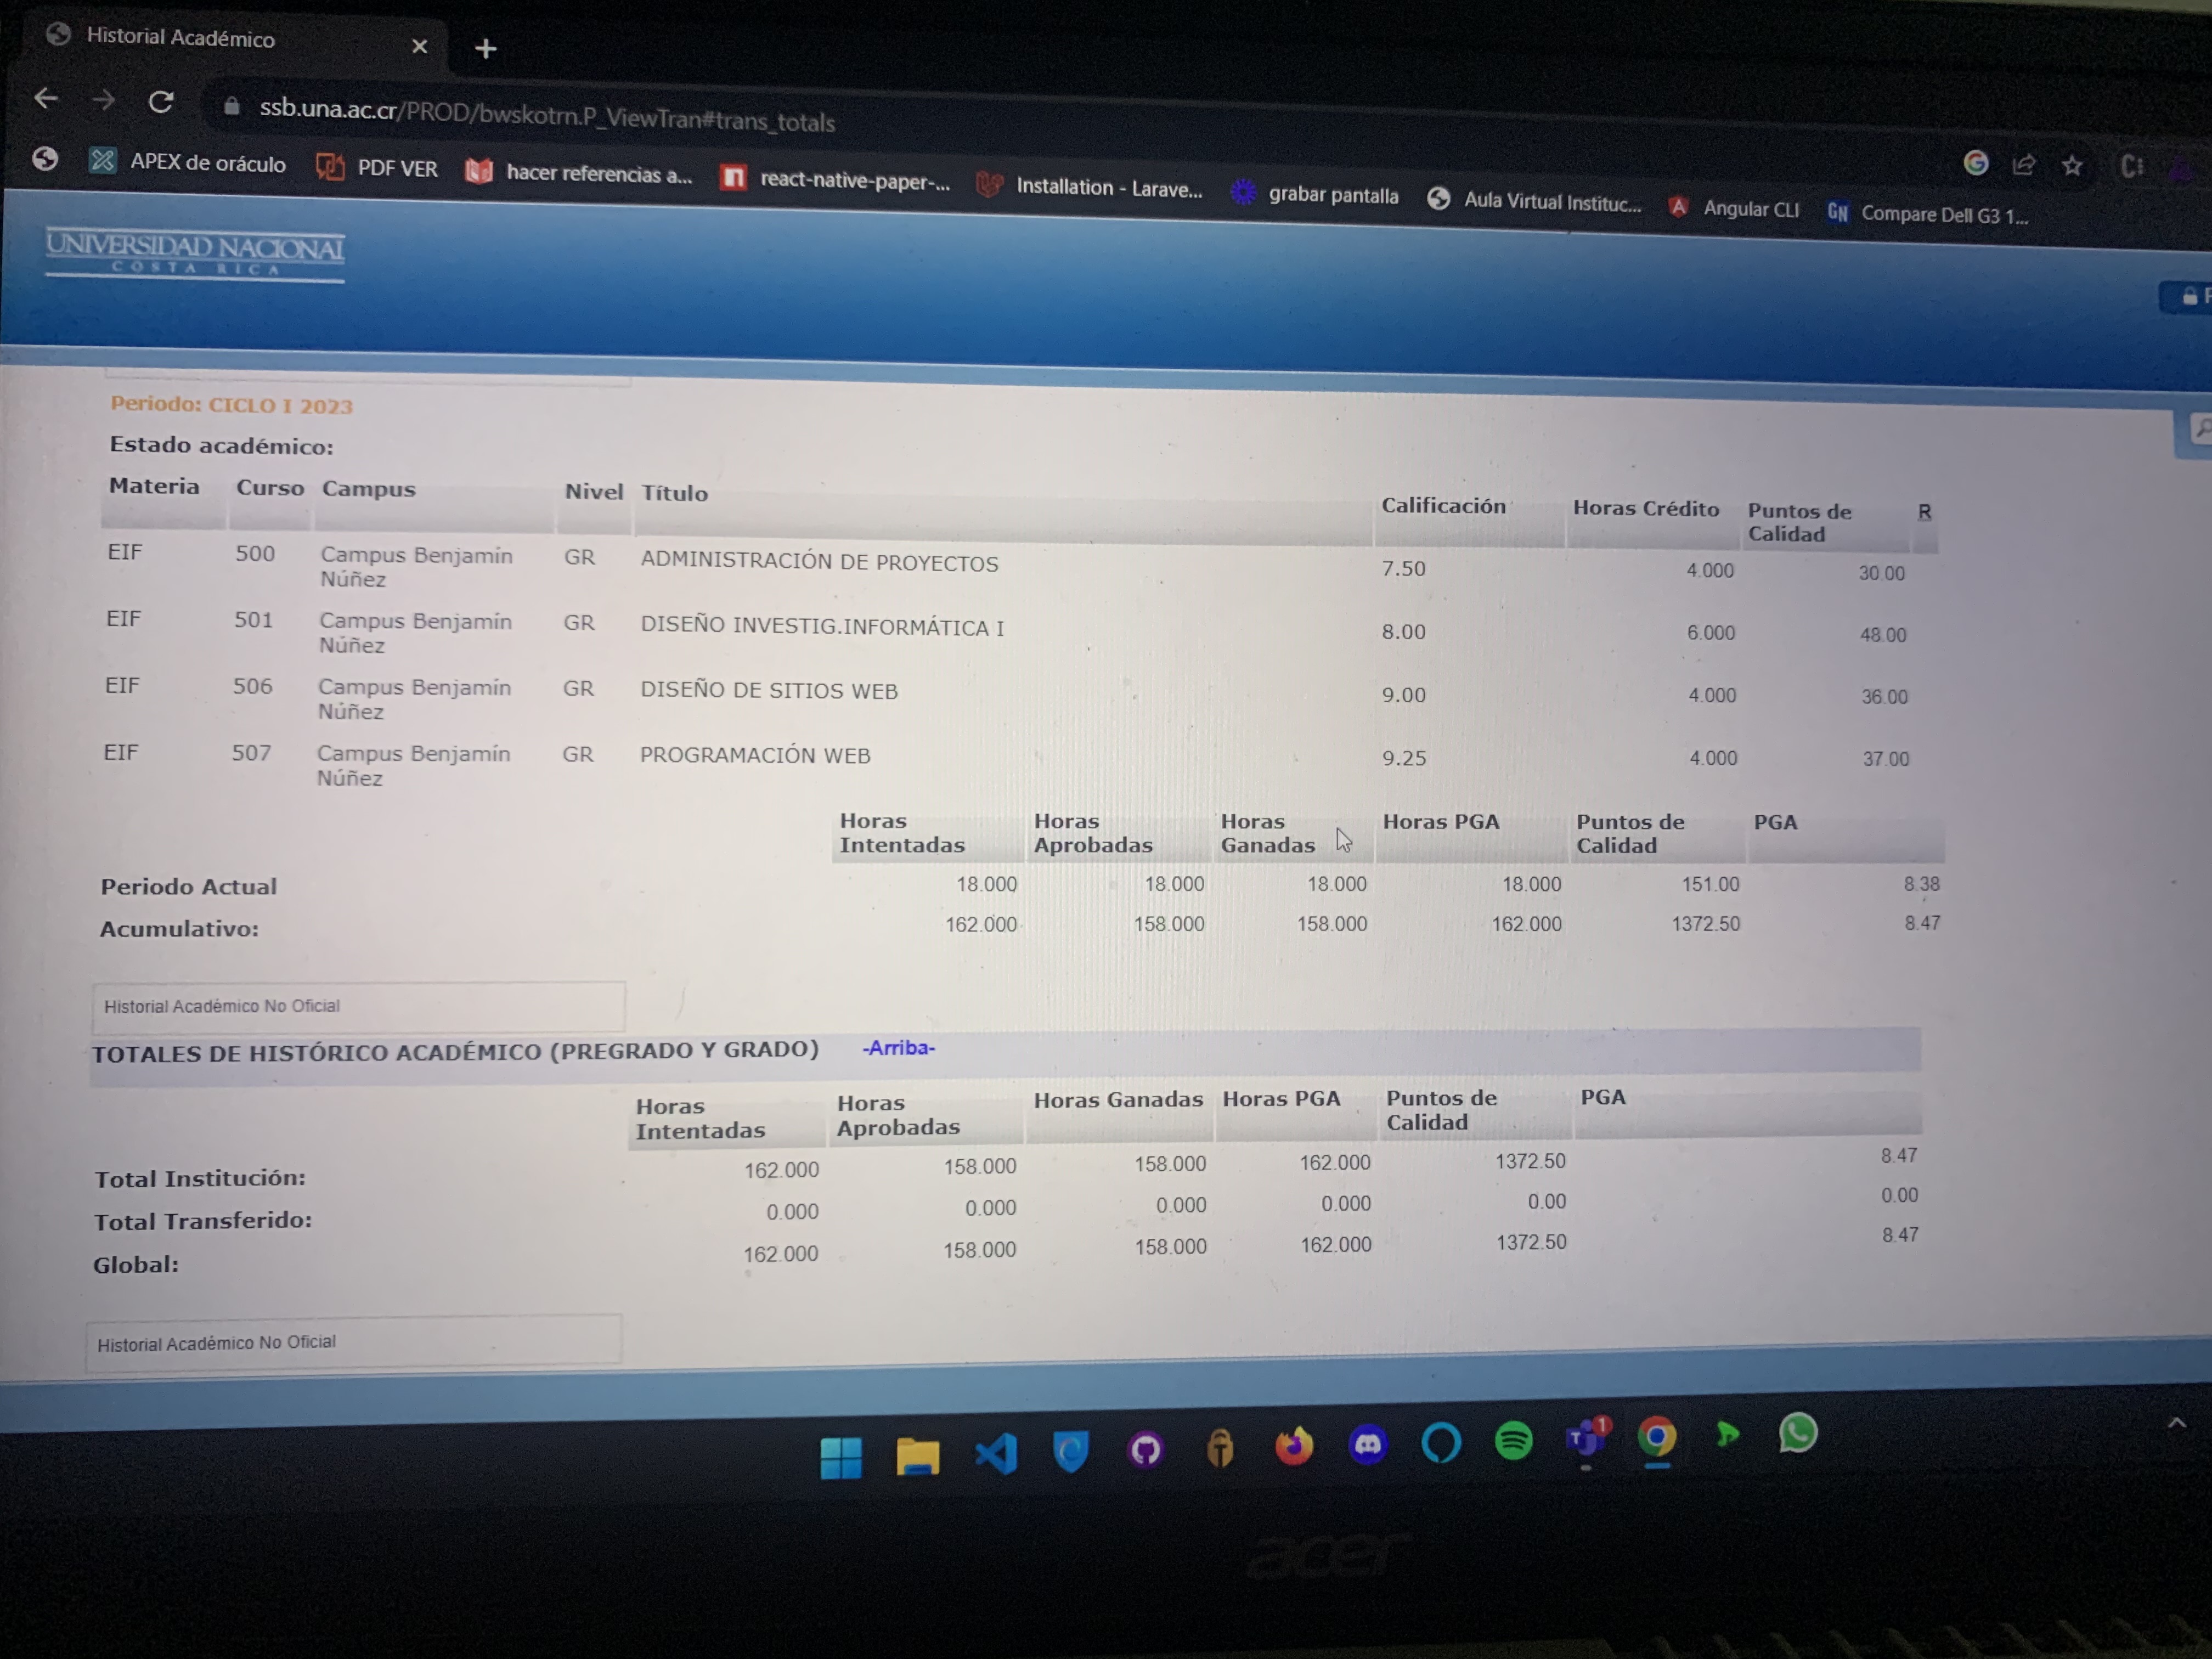 Historial Académico
ssb.una.ac.cr/PROD/bwskotrn.P_ViewTran#trans_totals
APEX de oráculo PDF VER hacer referencias a... react-native-paper-... Installation - Larave... grabar pantalla Aula Virtual Instituc... Angular CLI Compare Dell G3 1...
UNIVERSIDAD NACIONAL
COSTA RICA
Periodo: CICLO I 2023
Estado académico:
Materia Curso Campus Nivel Título Calificación Horas Crédito Puntos de Calidad R
EIF 500 Campus Benjamín Núñez GR ADMINISTRACIÓN DE PROYECTOS 7.50 4.000 30.00
EIF 501 Campus Benjamín Núñez GR DISEÑO INVESTIG.INFORMÁTICA I 8.00 6.000 48.00
EIF 506 Campus Benjamín Núñez GR DISEÑO DE SITIOS WEB 9.00 4.000 36.00
EIF 507 Campus Benjamín Núñez GR PROGRAMACIÓN WEB 9.25 4.000 37.00
Horas Intentadas Horas Aprobadas Horas Ganadas Horas PGA Puntos de Calidad PGA
Periodo Actual 18.000 18.000 18.000 18.000 151.00 8.38
Acumulativo: 162.000 158.000 158.000 162.000 1372.50 8.47
Historial Académico No Oficial
TOTALES DE HISTÓRICO ACADÉMICO (PREGRADO Y GRADO) -Arriba-
Horas Intentadas Horas Aprobadas Horas Ganadas Horas PGA Puntos de Calidad PGA
Total Institución: 162.000 158.000 158.000 162.000 1372.50 8.47
Total Transferido: 0.000 0.000 0.000 0.000 0.00 0.00
Global: 162.000 158.000 158.000 162.000 1372.50 8.47
Historial Académico No Oficial
1
acer